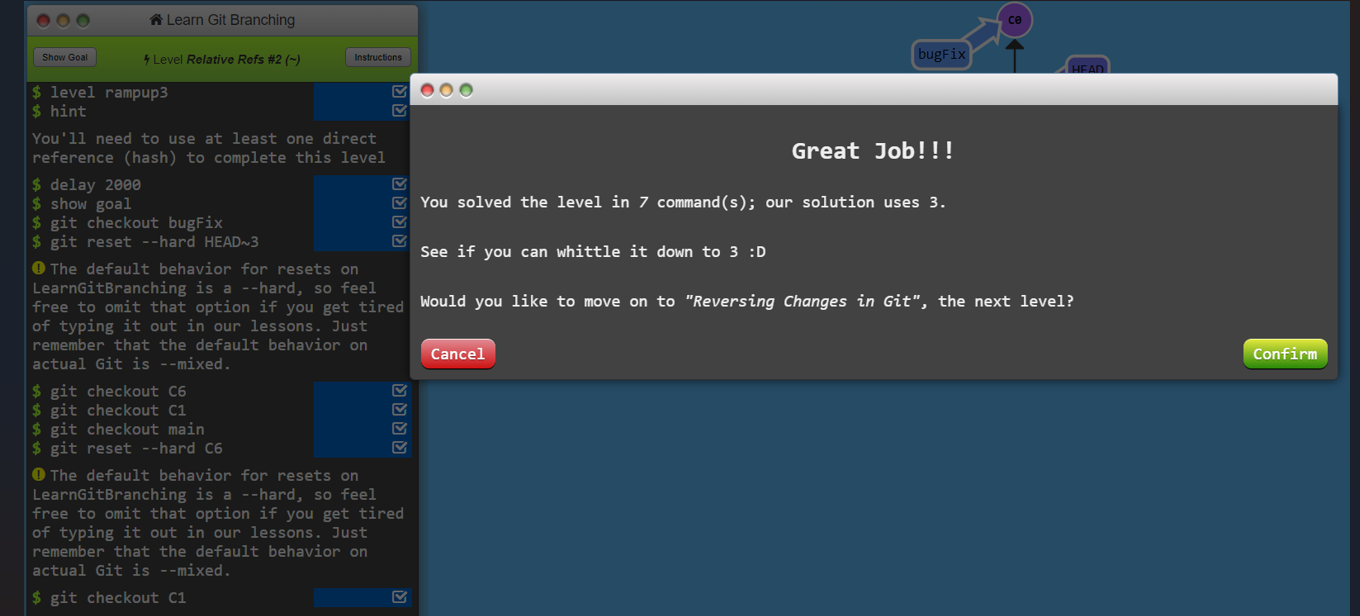 Learn Git Branching
Show Goal
Level Relative Refs #2 (~)
Instructions
$ level rampup3
$ hint
You'll need to use at least one direct
reference (hash) to complete this level
$ delay 2000
$ show goal
$ git checkout bugFix
$ git reset --hard HEAD~3
The default behavior for resets on
LearnGitBranching is a --hard, so feel
free to omit that option if you get tired
of typing it out in our lessons. Just
remember that the default behavior on
actual Git is --mixed.
$ git checkout C6
$ git checkout C1
$ git checkout main
$ git reset --hard C6
The default behavior for resets on
LearnGitBranching is a --hard, so feel
free to omit that option if you get tired
of typing it out in our lessons. Just
remember that the default behavior on
actual Git is --mixed.
$ git checkout C1
C0
bugFix
HEAD
Great Job!!!
You solved the level in 7 command(s); our solution uses 3.
See if you can whittle it down to 3 :D
Would you like to move on to "Reversing Changes in Git", the next level?
Cancel
Confirm